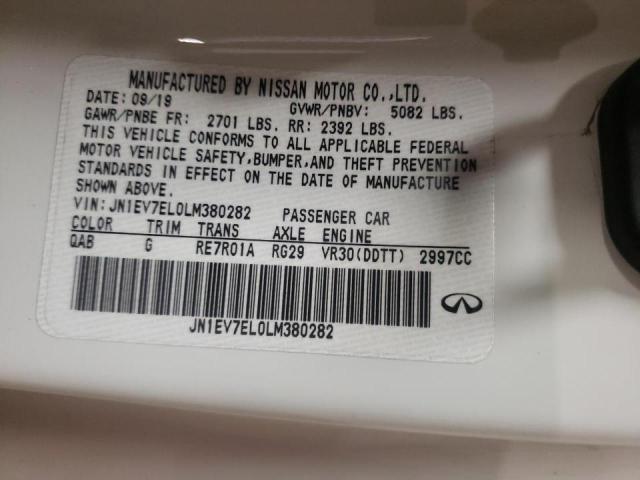 MANUFACTURED BY NISSAN MOTOR CO.,LTD.
DATE: 09/19 GVWR/PNBV: 5082 LBS.
GAWR/PNBE FR: 2701 LBS. RR: 2392 LBS.
THIS VEHICLE CONFORMS TO ALL APPLICABLE FEDERAL
MOTOR VEHICLE SAFETY,BUMPER,AND THEFT PREVENTION
STANDARDS IN EFFECT ON THE DATE OF MANUFACTURE
SHOWN ABOVE.
VIN: JN1EV7EL0LM380282 PASSENGER CAR
COLOR TRIM TRANS AXLE ENGINE
QAB G RE7R01A RG29 VR30(DDTT) 2997CC
JN1EV7EL0LM380282